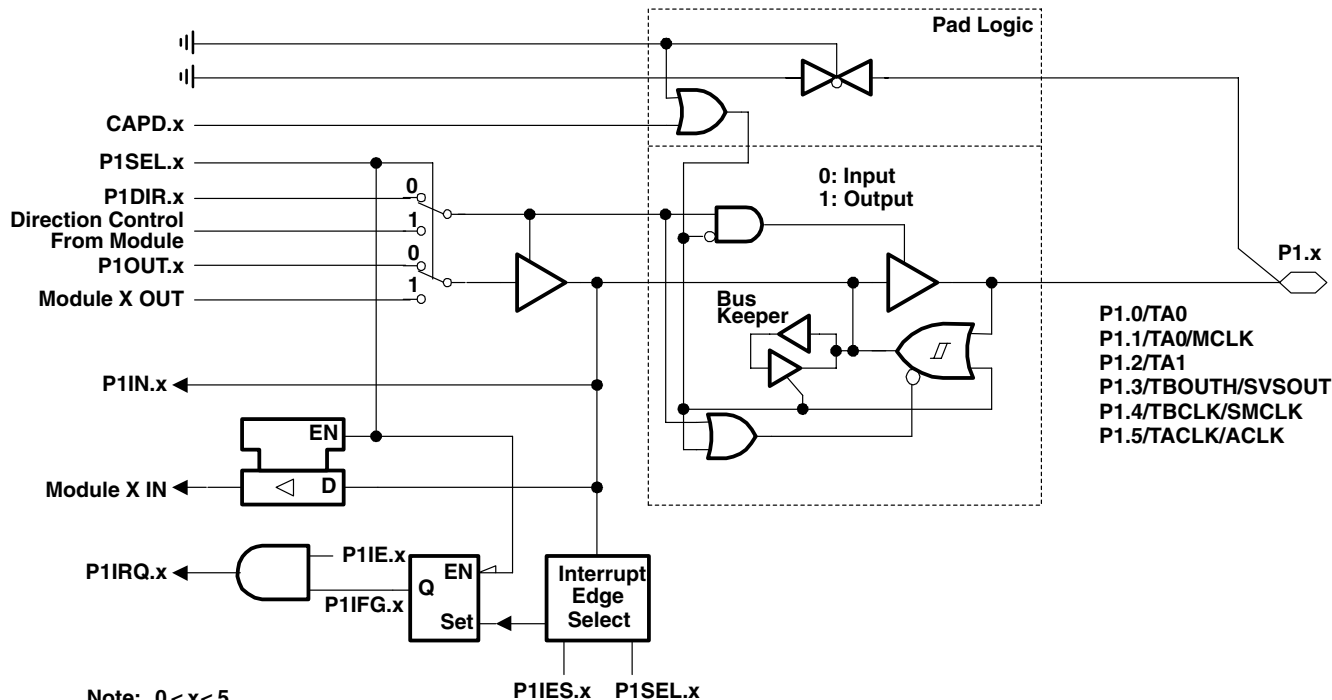 Pad Logic
CAPD.x
P1SEL.x
0
P1DIR.x
1
Direction Control
From Module
0
P1OUT.x
1
Module X OUT
0: Input
1: Output
P1.x
Bus
Keeper
P1.0/TA0
P1.1/TA0/MCLK
P1.2/TA1
P1.3/TBOUTH/SVSOUT
P1.4/TBCLK/SMCLK
P1.5/TACLK/ACLK
P1IN.x
EN
D
Module X IN
P1IE.x
P1IRQ.x
P1IFG.x
EN
Q
Set
Interrupt
Edge
Select
P1IES.x
P1SEL.x
Note: 0 < x < 5